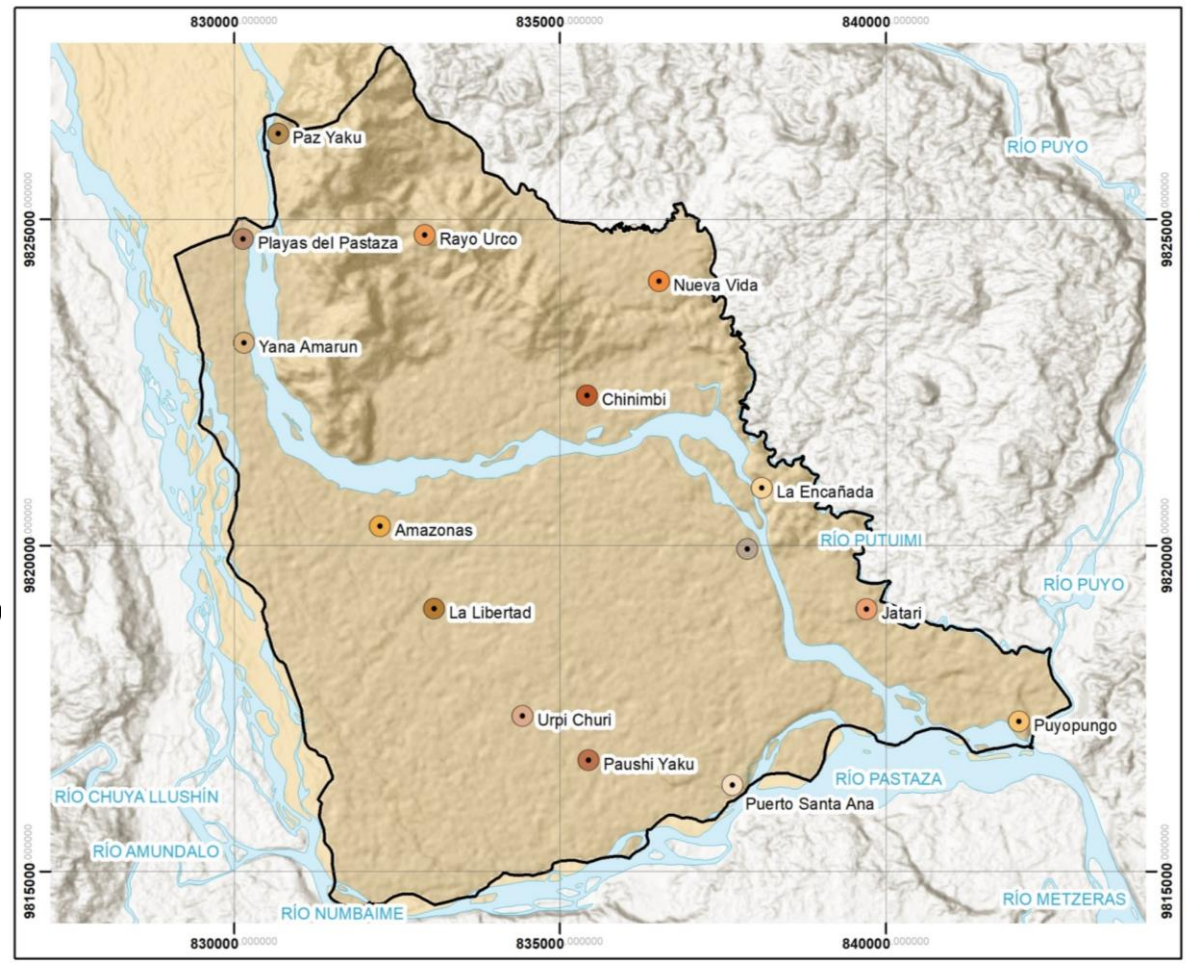 830000.000000 835000.000000 840000.000000
RÍO PUYO
Paz Yaku
9825000.000000 9825000.000000
Playas del Pastaza
Rayo Urco
Nueva Vida
Yana Amarun
Chinimbi
La Encañada
Amazonas
RÍO PUTUIMI
9820000.000000 9820000.000000
RÍO PUYO
La Libertad
Jatari
Urpi Churi
Puyopungo
Paushi Yaku
RÍO PASTAZA
RÍO CHUYA LLUSHÍN
Puerto Santa Ana
RÍO AMUNDALO
9815000.000000 9815000.000000
RÍO METZERAS
RÍO NUMBAIME
830000.000000 835000.000000 840000.000000